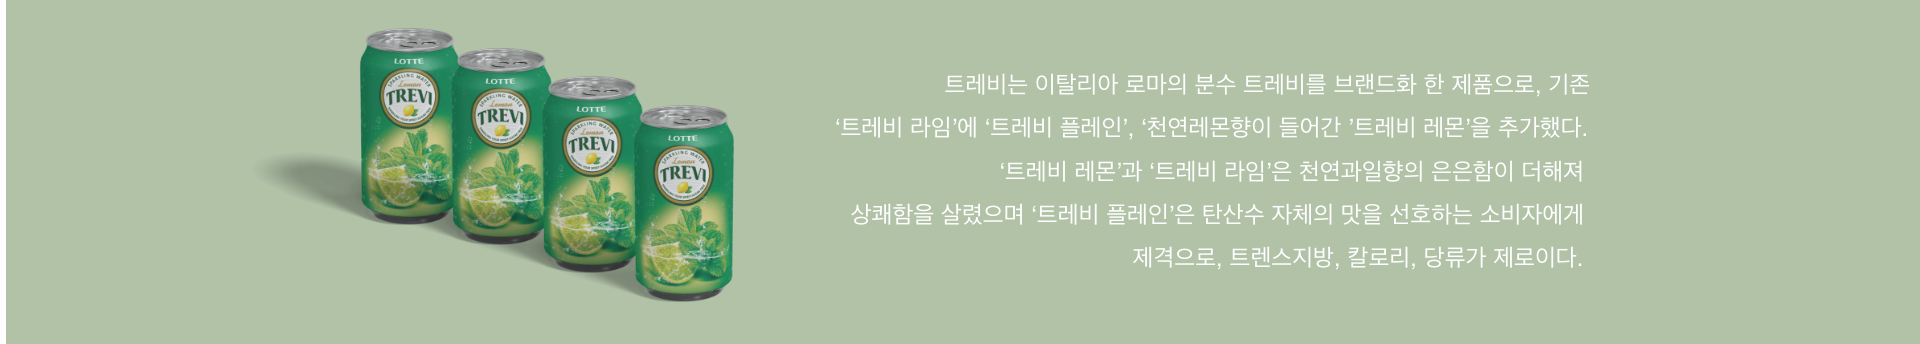 LOTTE
SPARKLING WATER
Lemon
TREVI
LOTTE
SPARKLING WATER
Lemon
TREVI
LOTTE
SPARKLING WATER
Lemon
TREVI
LOTTE
SPARKLING WATER
Lemon
TREVI
트레비는 이탈리아 로마의 분수 트레비를 브랜드화 한 제품으로, 기존
‘트레비 라임’에 ‘트레비 플레인’, ‘천연레몬향이 들어간 ’트레비 레몬’을 추가했다.
‘트레비 레몬’과 ‘트레비 라임’은 천연과일향의 은은함이 더해져
상쾌함을 살렸으며 ‘트레비 플레인’은 탄산수 자체의 맛을 선호하는 소비자에게
제격으로, 트렌스지방, 칼로리, 당류가 제로이다.